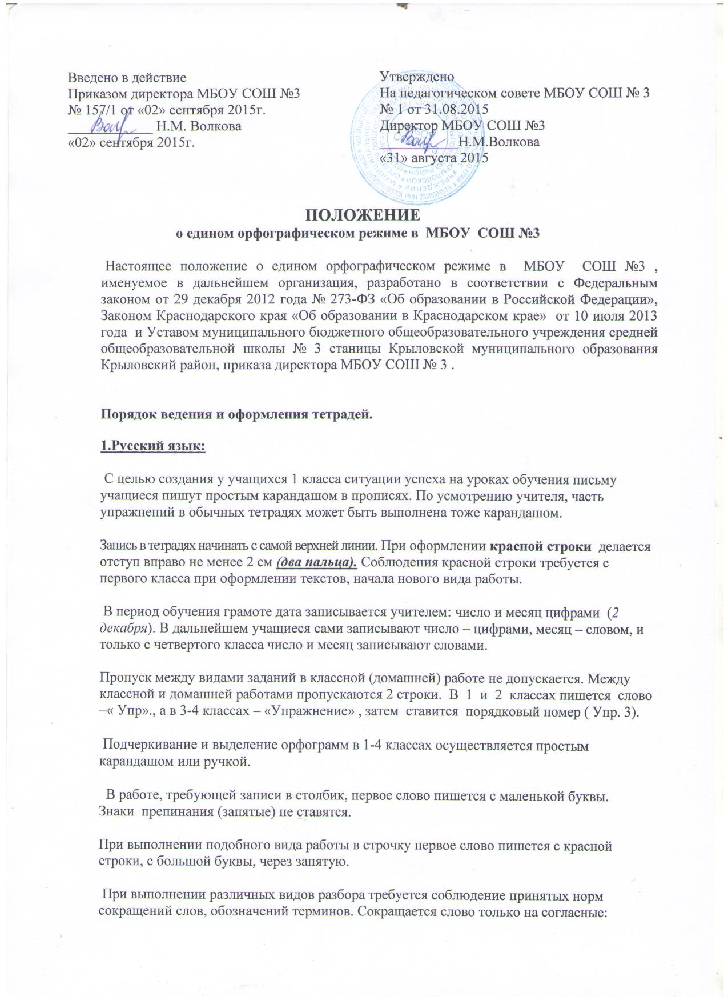 Введено в действие
Приказом директора МБОУ СОШ №3
№ 157/1 от «02» сентября 2015г.
____________ Н.М. Волкова
«02» сентября 2015г.
Утверждено
На педагогическом совете МБОУ СОШ № 3
№ 1 от 31.08.2015
Директор МБОУ СОШ №3
___________Н.М.Волкова
«31» августа 2015
ПОЛОЖЕНИЕ
о едином орфографическом режиме в МБОУ СОШ №3
Настоящее положение о едином орфографическом режиме в МБОУ СОШ №3 ,
именуемое в дальнейшем организация, разработано в соответствии с Федеральным
законом от 29 декабря 2012 года № 273-ФЗ «Об образовании в Российской Федерации»,
Законом Краснодарского края «Об образовании в Краснодарском крае» от 10 июля 2013
года и Уставом муниципального бюджетного общеобразовательного учреждения средней
общеобразовательной школы № 3 станицы Крыловской муниципального образования
Крыловский район, приказа директора МБОУ СОШ № 3 .
Порядок ведения и оформления тетрадей.
1.Русский язык:
С целью создания у учащихся 1 класса ситуации успеха на уроках обучения письму
учащиеся пишут простым карандашом в прописях. По усмотрению учителя, часть
упражнений в обычных тетрадях может быть выполнена тоже карандашом.
Запись в тетрадях начинать с самой верхней линии. При оформлении красной строки делается
отступ вправо не менее 2 см (два пальца). Соблюдения красной строки требуется с
первого класса при оформлении текстов, начала нового вида работы.
В период обучения грамоте дата записывается учителем: число и месяц цифрами (2
декабря). В дальнейшем учащиеся сами записывают число – цифрами, месяц – словом, и
только с четвертого класса число и месяц записывают словами.
Пропуск между видами заданий в классной (домашней) работе не допускается. Между
классной и домашней работами пропускаются 2 строки. В 1 и 2 классах пишется слово
–« Упр»., а в 3-4 классах – «Упражнение» , затем ставится порядковый номер ( Упр. 3).
Подчеркивание и выделение орфограмм в 1-4 классах осуществляется простым
карандашом или ручкой.
В работе, требующей записи в столбик, первое слово пишется с маленькой буквы.
Знаки препинания (запятые) не ставятся.
При выполнении подобного вида работы в строчку первое слово пишется с красной
строки, с большой буквы, через запятую.
При выполнении различных видов разбора требуется соблюдение принятых норм
сокращений слов, обозначений терминов. Сокращается слово только на согласные: